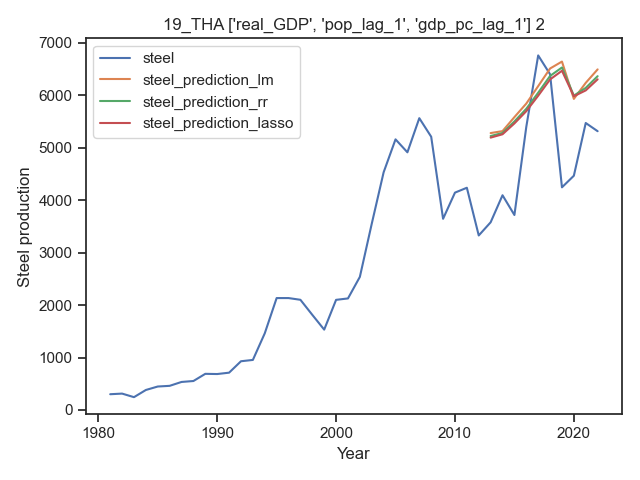 19_THA ['real_GDP', 'pop_lag_1', 'gdp_pc_lag_1'] 2
steel
steel_prediction_lm
steel_prediction_rr
steel_prediction_lasso
7000
6000
5000
4000
3000
2000
1000
0
Steel production
1980
1990
2000
2010
2020
Year